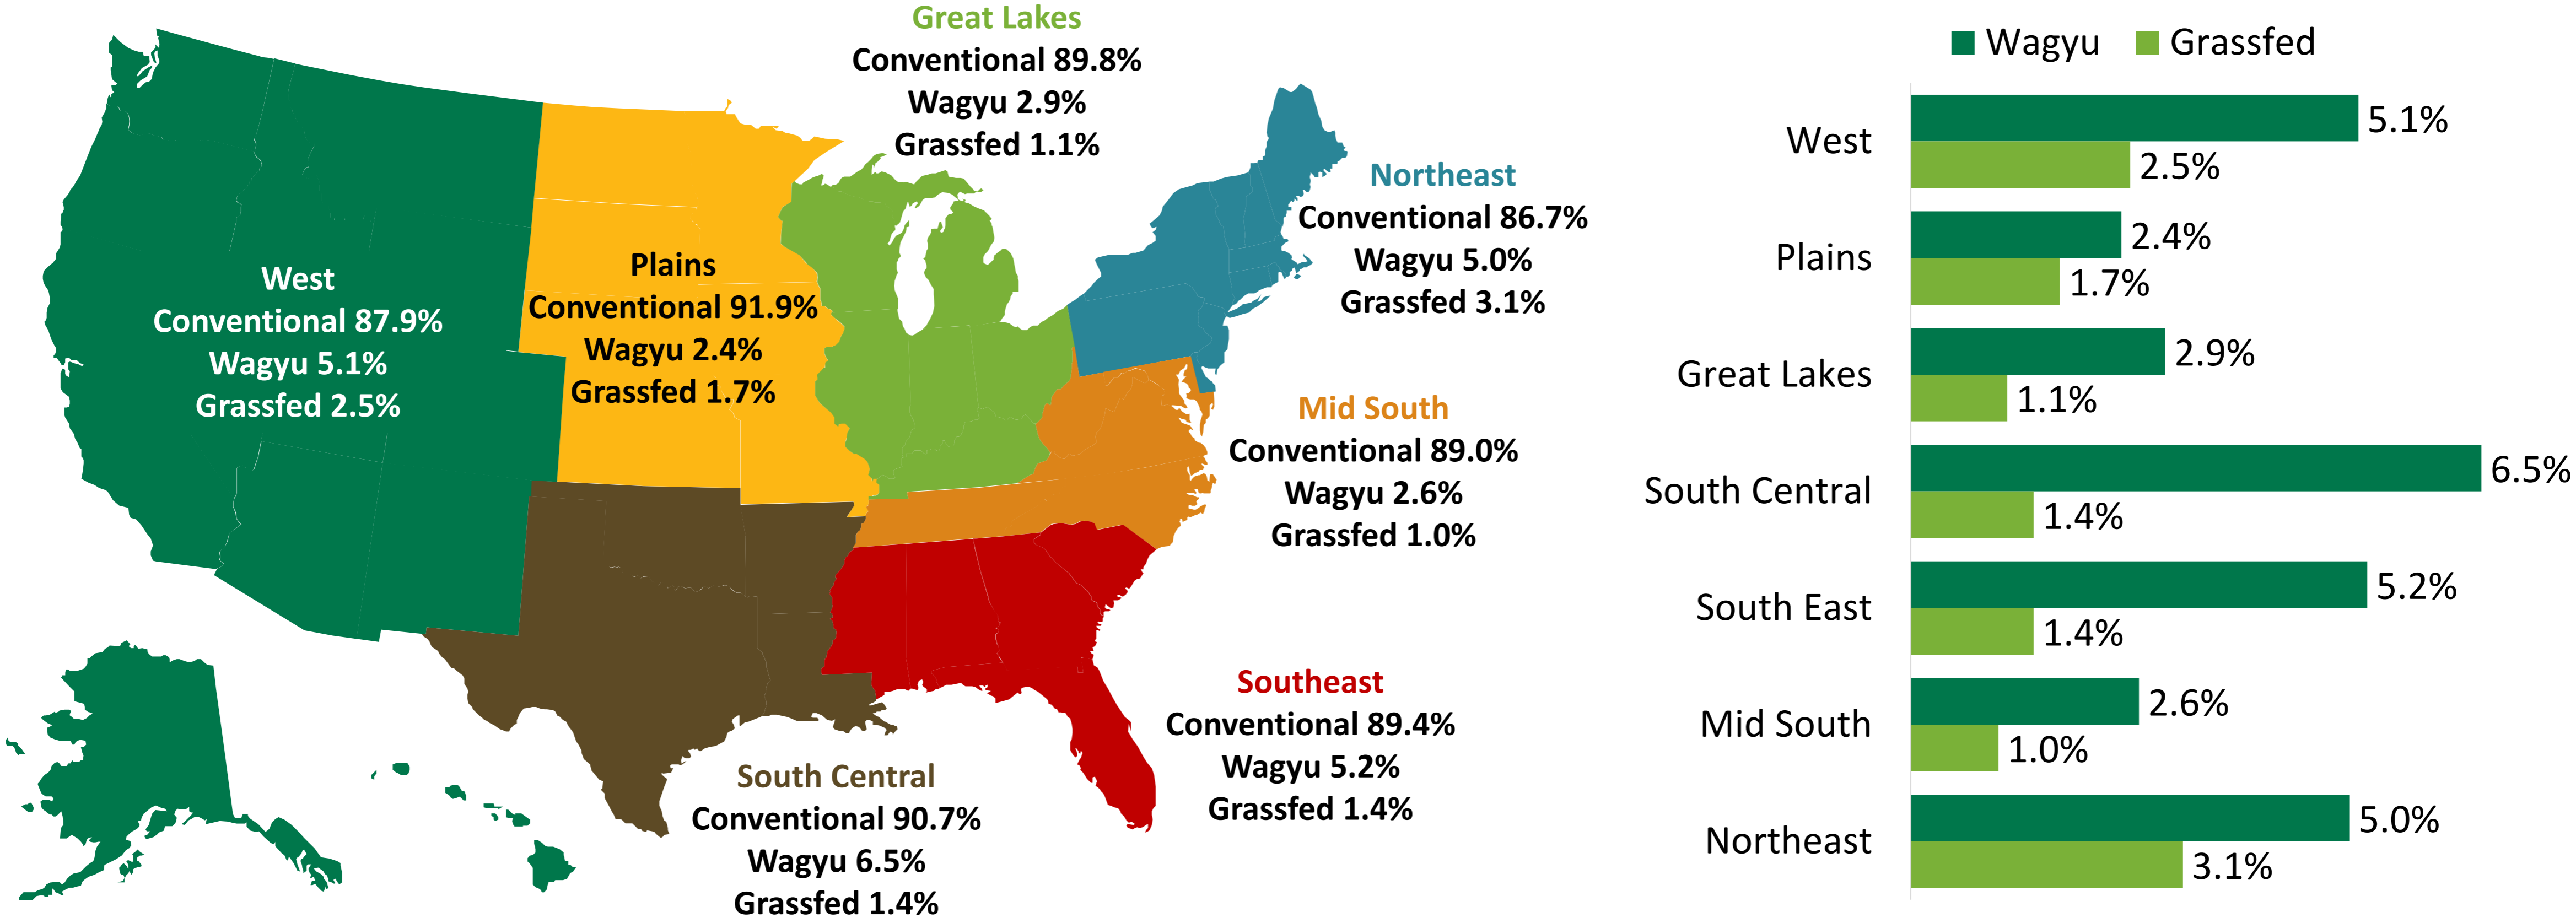 Great Lakes
Conventional 89.8%
Wagyu 2.9%
Grassfed 1.1%
Northeast
Conventional 86.7%
Wagyu 5.0%
Grassfed 3.1%
West
Conventional 87.9%
Wagyu 5.1%
Grassfed 2.5%
Plains
Conventional 91.9%
Wagyu 2.4%
Grassfed 1.7%
Mid South
Conventional 89.0%
Wagyu 2.6%
Grassfed 1.0%
Southeast
Conventional 89.4%
Wagyu 5.2%
Grassfed 1.4%
South Central
Conventional 90.7%
Wagyu 6.5%
Grassfed 1.4%
Wagyu Grassfed
West
5.1%
2.5%
Plains
2.4%
1.7%
Great Lakes
2.9%
1.1%
South Central
6.5%
1.4%
South East
5.2%
1.4%
Mid South
2.6%
1.0%
Northeast
5.0%
3.1%